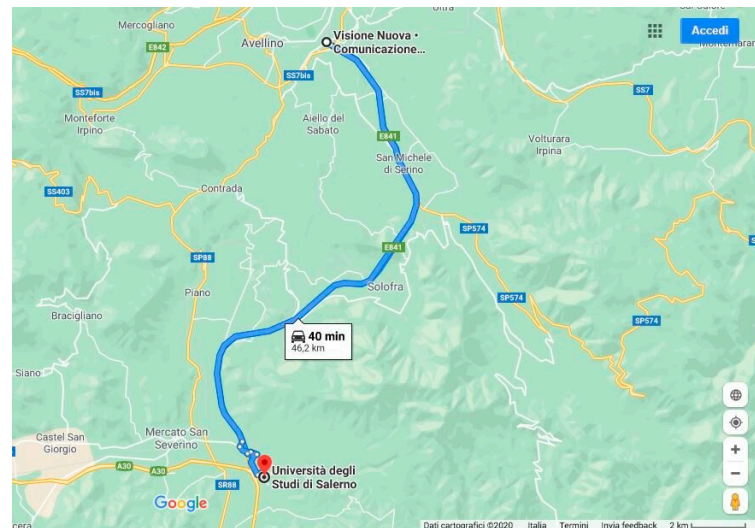 Mercogliano
Avellino
Visione Nuova •
Comunicazione...
Accedi
E842
SS7bis
SS7bis
SS7
Monteforte
Irpino
Aiello del
Sabato
E841
San Michele
di Serino
Volturara
Irpina
SS403
Contrada
SP574
E841
SP88
Piano
Solofra
SP574
SP574
Bracigliano
40 min
46,2 km
Siano
Castel San
Giorgio
Mercato San
Severino
A30
A30
SR88
Università degli
Studi di Salerno
Google
Dati cartografici ©2020 Italia Termini Invia feedback 2 km